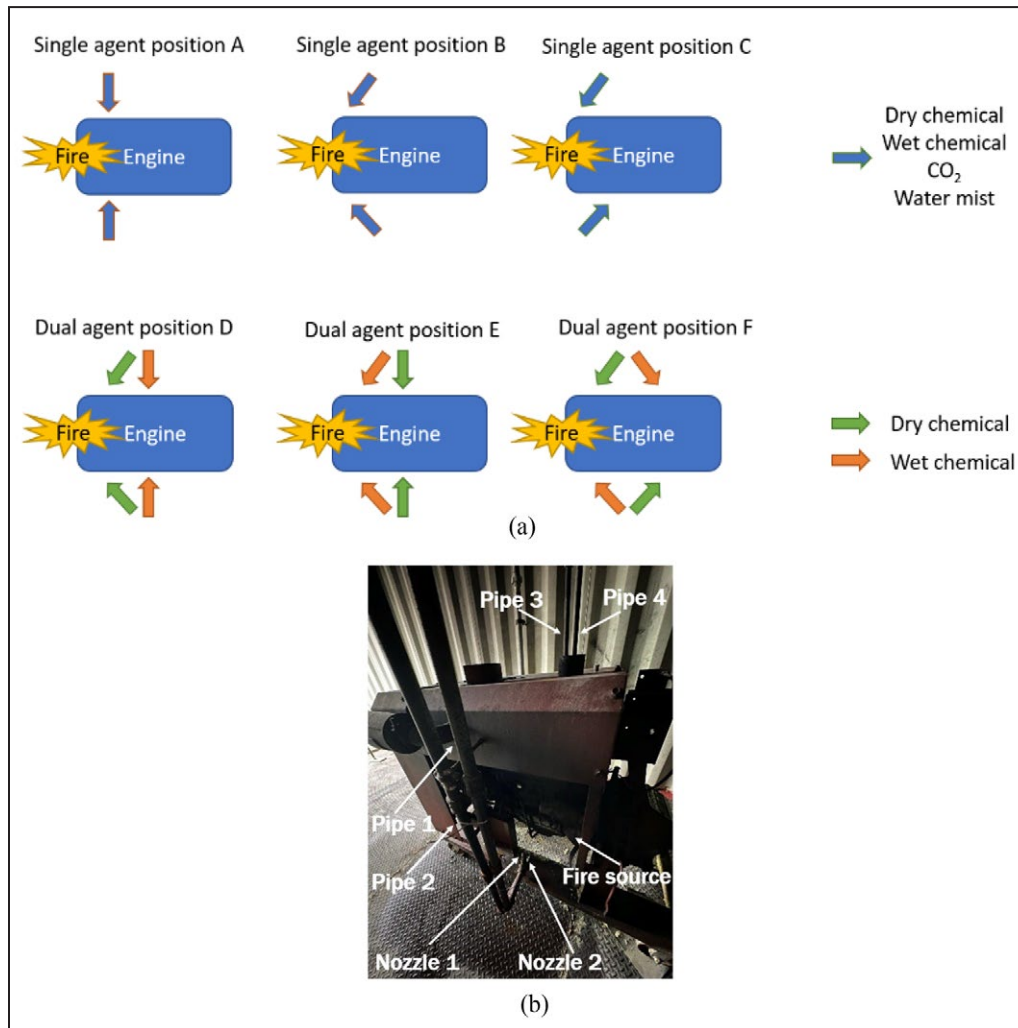 Single agent position A
Single agent position B
Single agent position C
Fire
Engine
Fire
Engine
Fire
Engine
Dry chemical
Wet chemical
CO₂
Water mist
Dual agent position D
Dual agent position E
Dual agent position F
Fire
Engine
Fire
Engine
Fire
Engine
Dry chemical
Wet chemical
(a)
Pipe 3
Pipe 4
Pipe 1
Pipe 2
Fire source
Nozzle 1
Nozzle 2
(b)